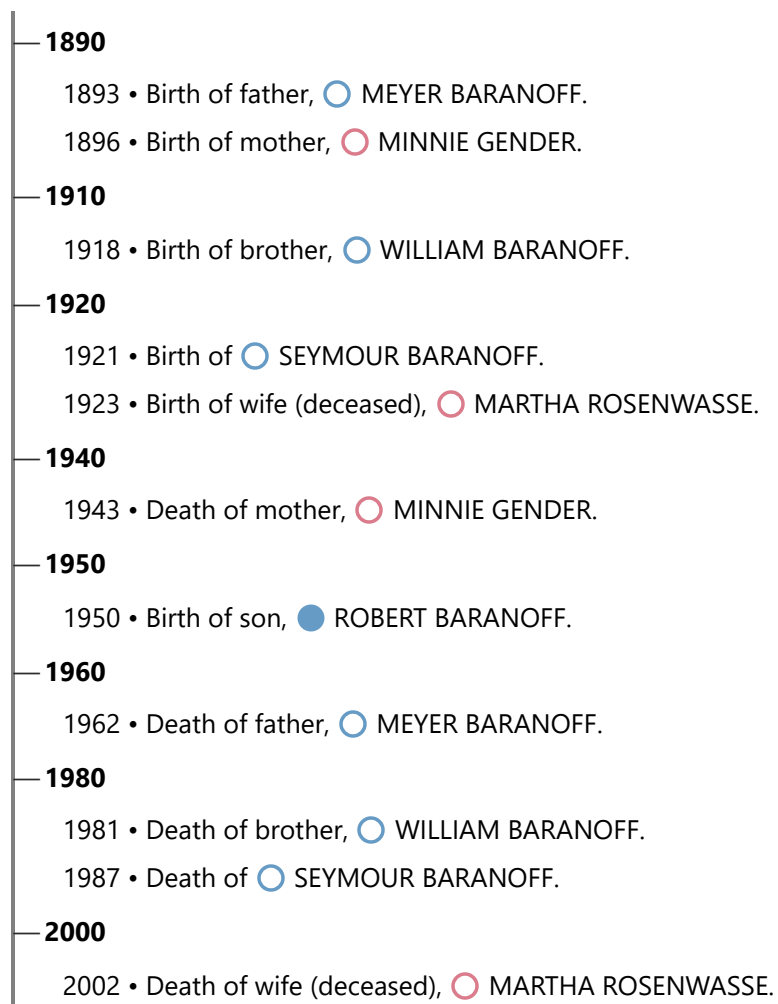 1890
1893 • Birth of father, MEYER BARANOFF.
1896 • Birth of mother, MINNIE GENDER.
1910
1918 • Birth of brother, WILLIAM BARANOFF.
1920
1921 • Birth of SEYMOUR BARANOFF.
1923 • Birth of wife (deceased), MARTHA ROSENWASSE.
1940
1943 • Death of mother, MINNIE GENDER.
1950
1950 • Birth of son, ROBERT BARANOFF.
1960
1962 • Death of father, MEYER BARANOFF.
1980
1981 • Death of brother, WILLIAM BARANOFF.
1987 • Death of SEYMOUR BARANOFF.
2000
2002 • Death of wife (deceased), MARTHA ROSENWASSE.